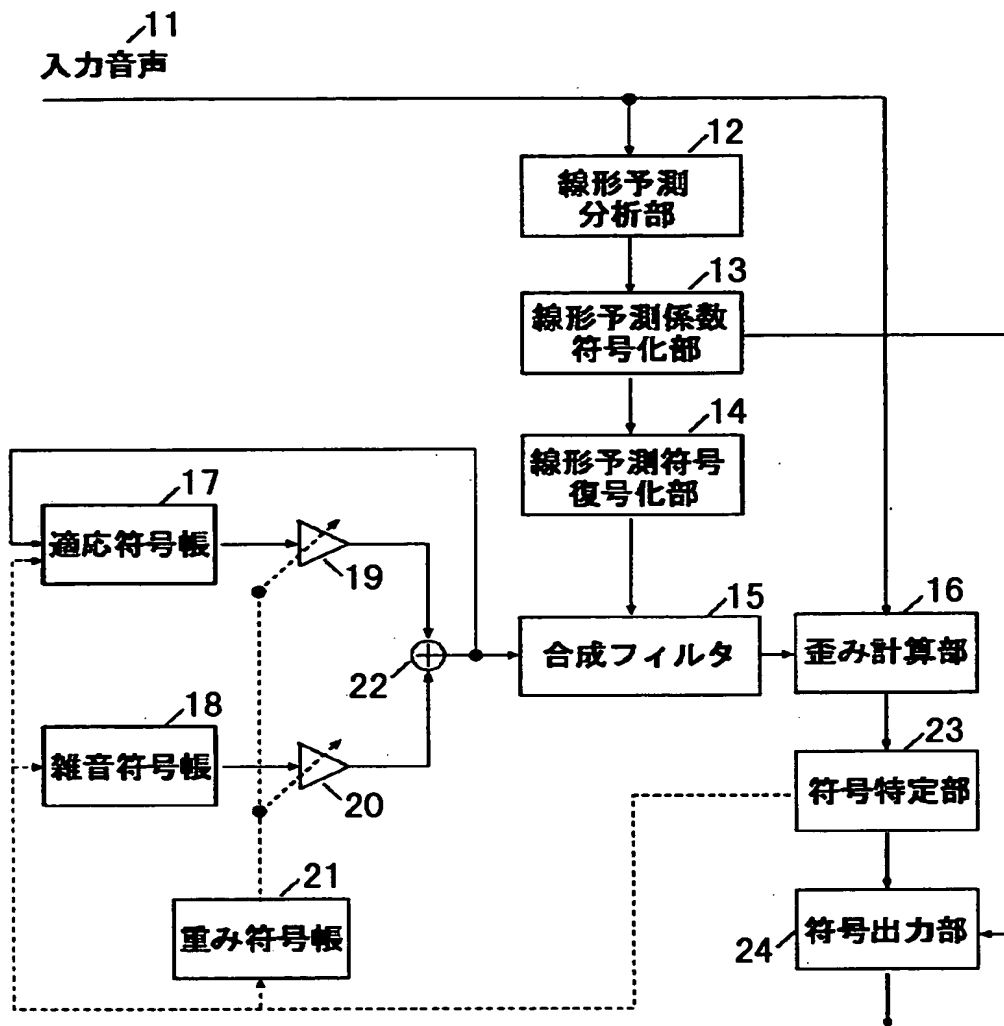 11
入力音声
12
線形予測
分析部
13
線形予測係数
符号化部
14
線形予測符号
復号化部
17
適応符号帳
19
15
合成フィルタ
16
歪み計算部
22
18
雑音符号帳
20
23
符号特定部
21
重み符号帳
24
符号出力部